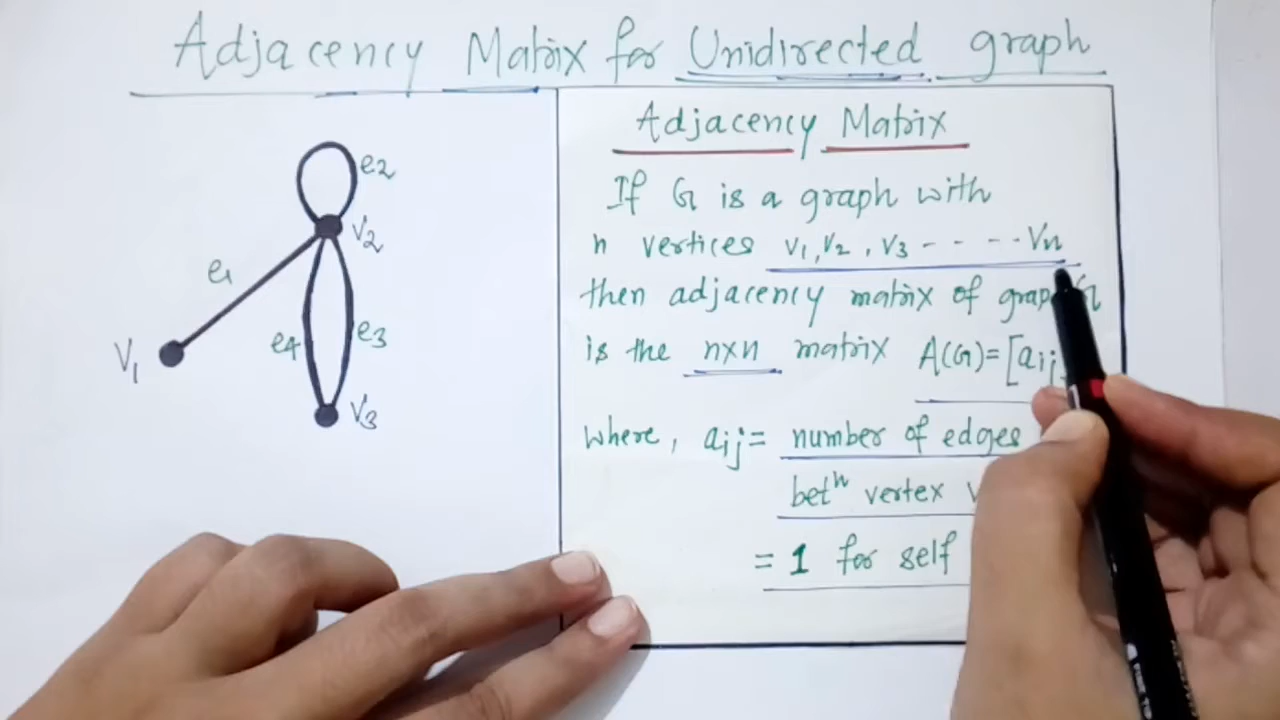 Adjacency Matrix for Unidirected graph
e2
V2
e1
V1
e4
e3
V3
Adjacency Matrix
If G is a graph with
n vertices V1, V2, V3 - - - - - Vn
then adjacency matrix of graph G
is the nxn matrix A(G)=[aij
where, aij= number of edges
betn vertex V
= 1 for self